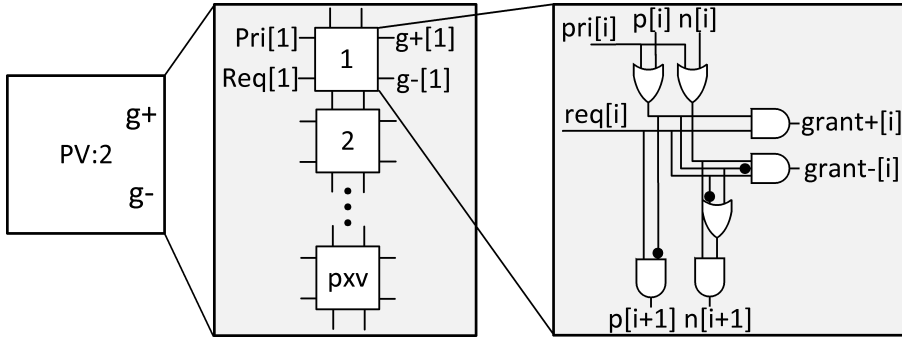 PV:2
g+
g-
Pri[1]
Req[1]
1
g+[1]
g-[1]
2
pxv
p[i] n[i]
pri[i]
req[i]
grant+[i]
grant-[i]
p[i+1] n[i+1]